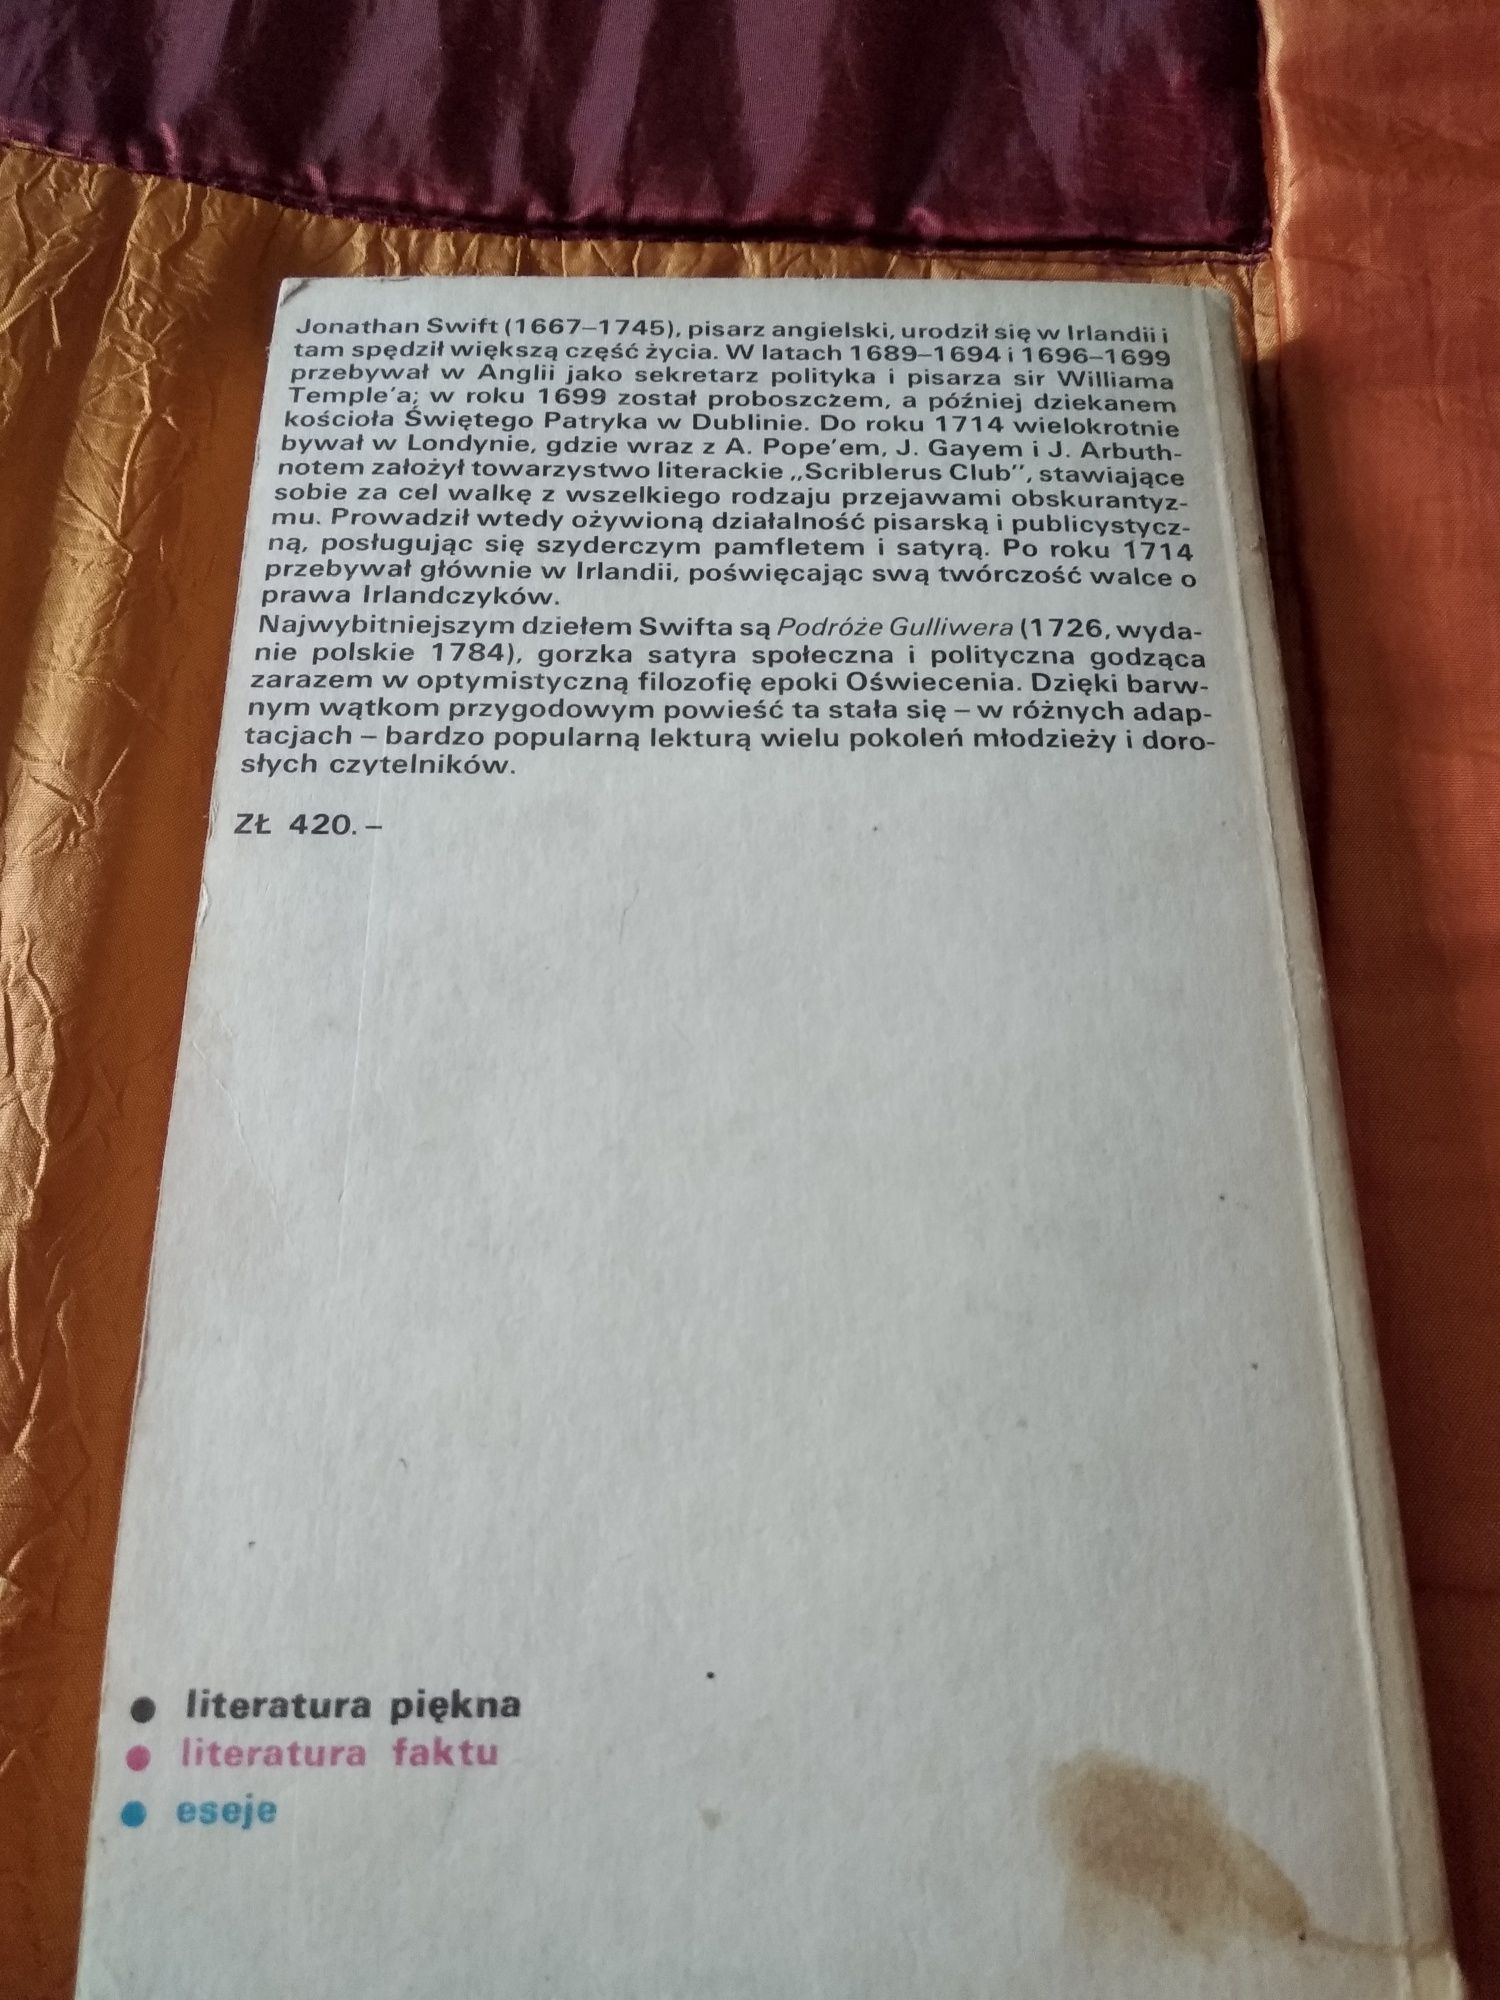 Jonathan Swift (1667–1745), pisarz angielski, urodził się w Irlandii i
tam spędził większą część życia. W latach 1689–1694 i 1696–1699
przebywał w Anglii jako sekretarz polityka i pisarza sir Williama
Temple'a; w roku 1699 został proboszczem, a później dziekanem
kościoła Świętego Patryka w Dublinie. Do roku 1714 wielokrotnie
bywał w Londynie, gdzie wraz z A. Pope'em, J. Gayem i J. Arbuth-
notem założył towarzystwo literackie „Scriblerus Club”, stawiające
sobie za cel walkę z wszelkiego rodzaju przejawami obskurantyz-
mu. Prowadził wtedy ożywioną działalność pisarską i publicystycz-
ną, posługując się szyderczym pamfletem i satyrą. Po roku 1714
przebywał głównie w Irlandii, poświęcając swą twórczość walce o
prawa Irlandczyków.
Najwybitniejszym dziełem Swifta są Podróże Gulliwera (1726, wyda-
nie polskie 1784), gorzka satyra społeczna i polityczna godząca
zarazem w optymistyczną filozofię epoki Oświecenia. Dzięki barw-
nym wątkom przygodowym powieść ta stała się – w różnych adap-
tacjach – bardzo popularną lekturą wielu pokoleń młodzieży i doro-
słych czytelników.
ZŁ 420.–
● literatura piękna
● literatura faktu
● eseje